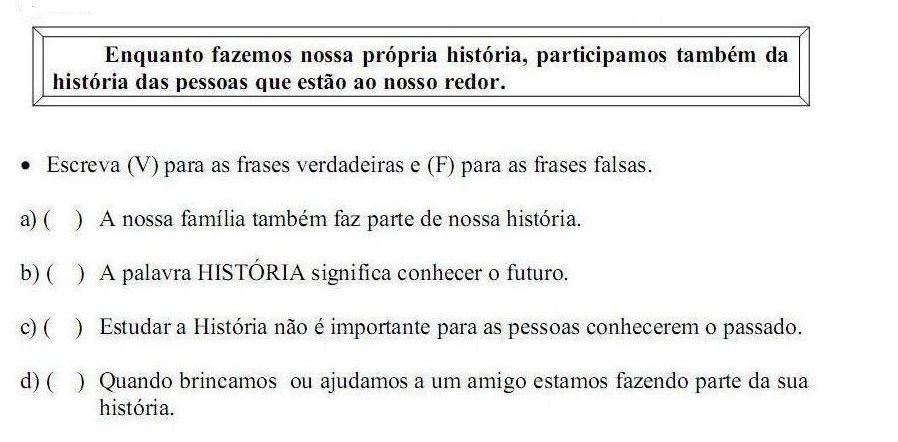 Enquanto fazemos nossa própria história, participamos também da
história das pessoas que estão ao nosso redor.
• Escreva (V) para as frases verdadeiras e (F) para as frases falsas.
a) (   ) A nossa família também faz parte de nossa história.
b) (   ) A palavra HISTÓRIA significa conhecer o futuro.
c) (   ) Estudar a História não é importante para as pessoas conhecerem o passado.
d) (   ) Quando brincamos ou ajudamos a um amigo estamos fazendo parte da sua
história.